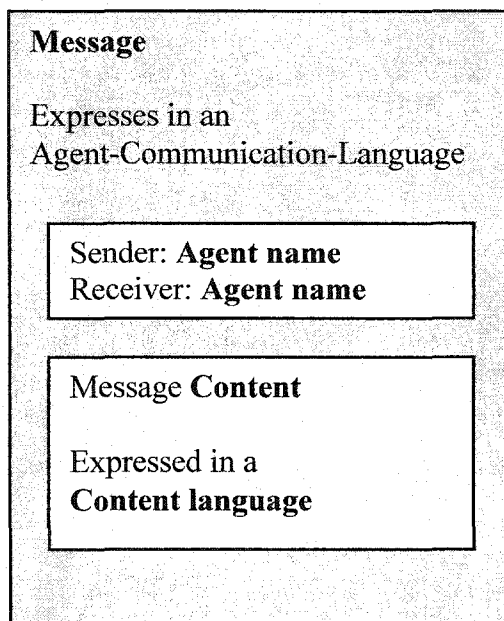 Message
Expresses in an
Agent-Communication-Language
Sender: Agent name
Receiver: Agent name
Message Content
Expressed in a
Content language